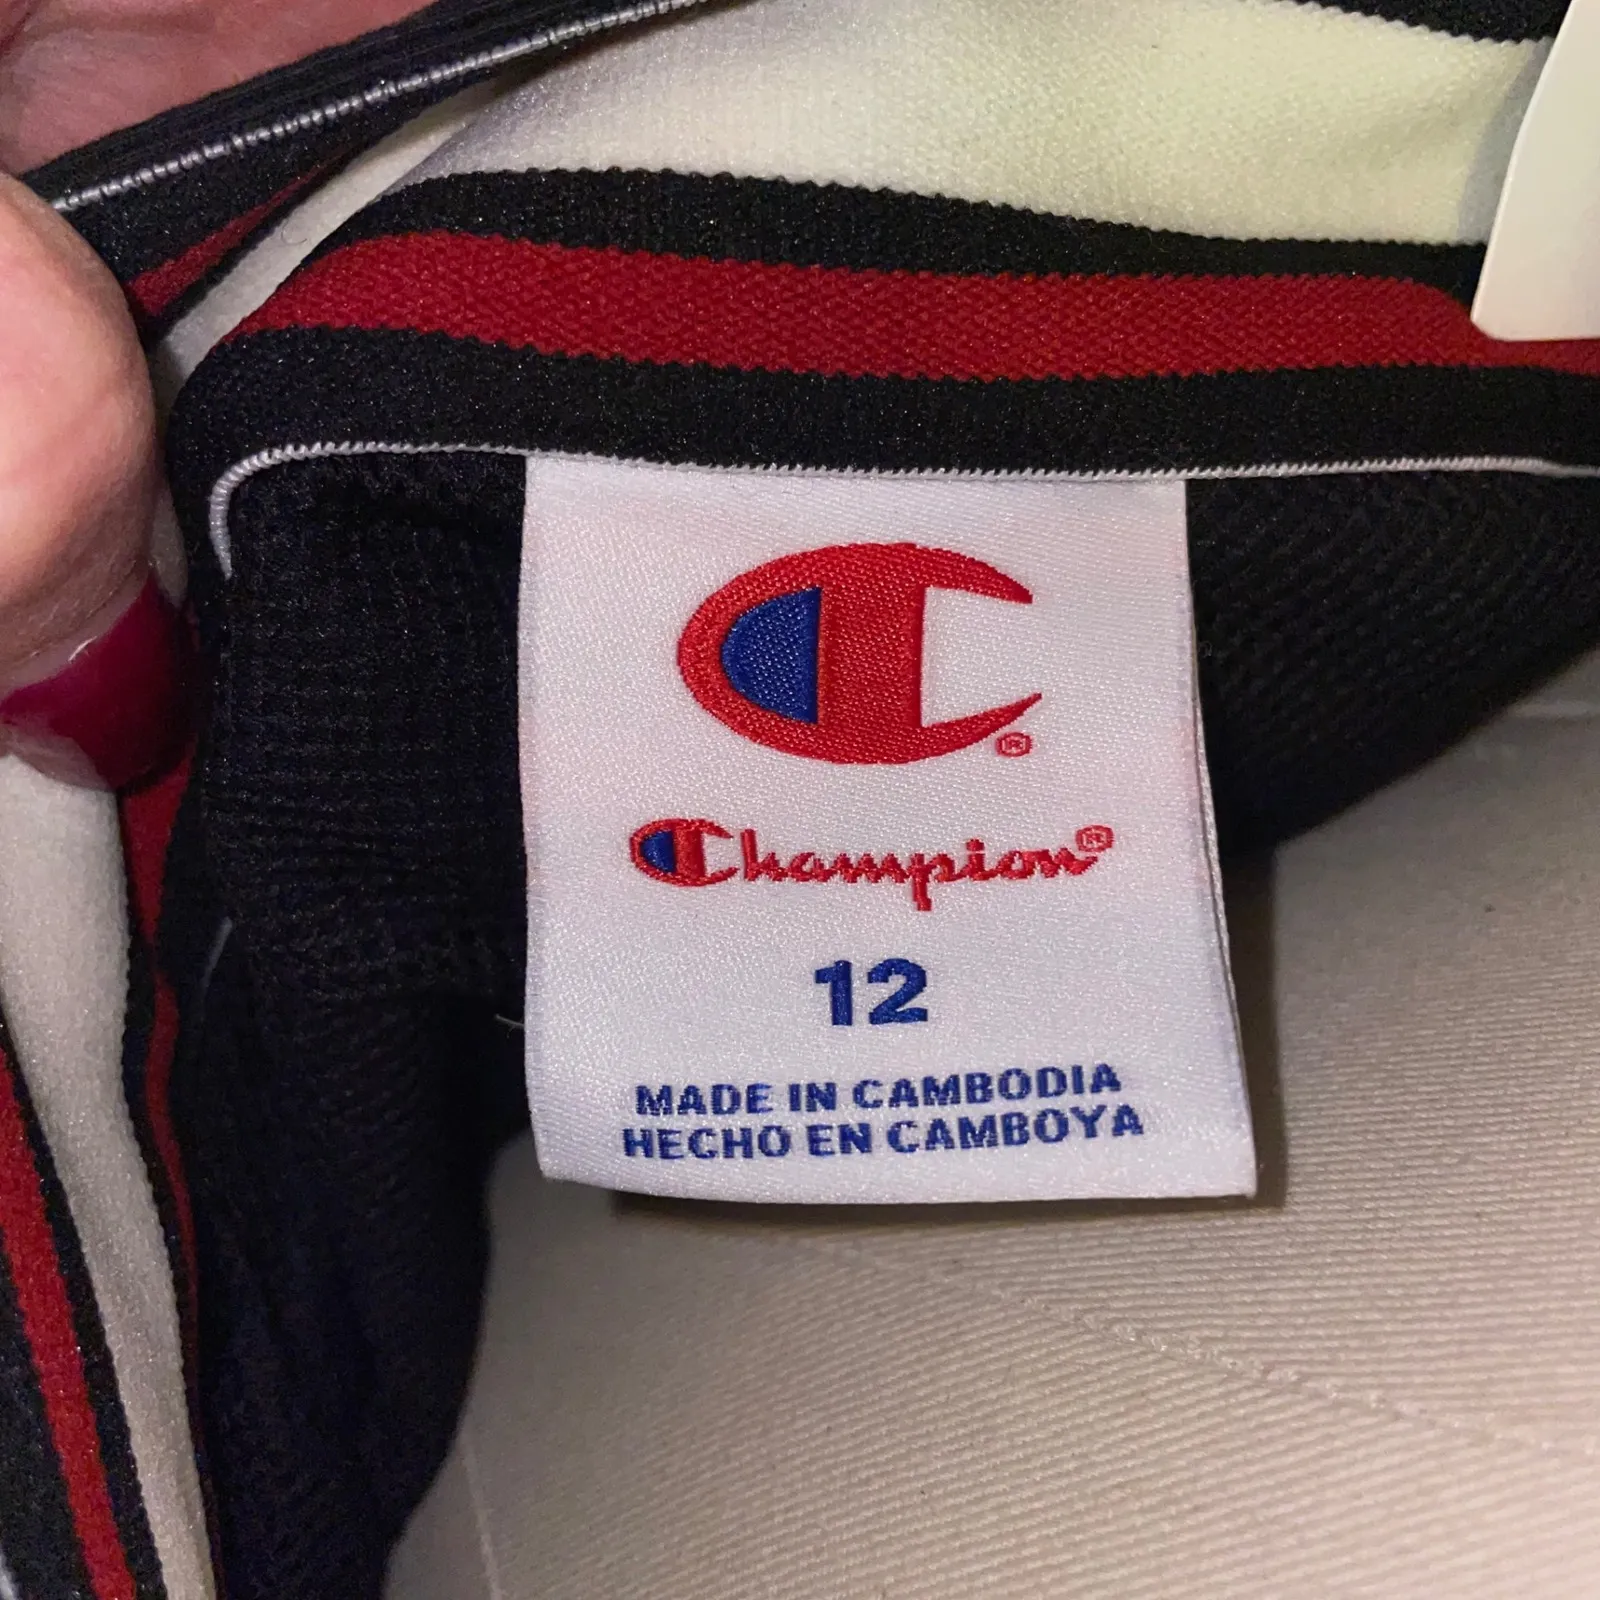 C®
Champion®
12
MADE IN CAMBODIA
HECHO EN CAMBOYA